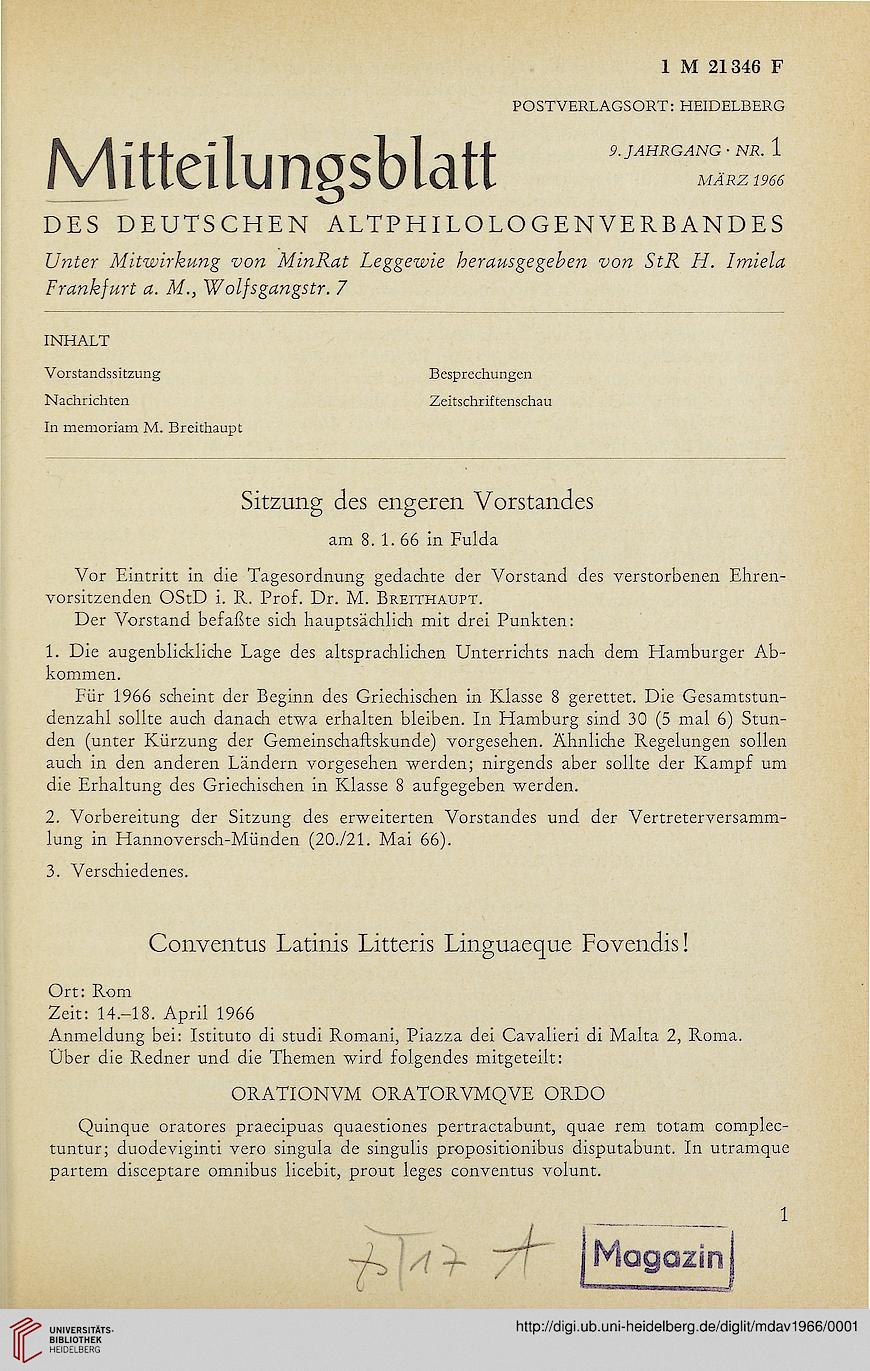 1 M 21346 F
POSTVERLAGSORT: HEIDELBERG
Mitteilungsblatt
9. JAHRGANG · NR. 1
MÄRZ 1966
DES DEUTSCHEN ALTPHILOLOGENVERBANDES
Unter Mitwirkung von MinRat Leggewie herausgegeben von StR H. Imiela
Frankfurt a. M., Wolfsgangstr. 7
INHALT
Vorstandssitzung
Nachrichten
In memoriam M. Breithaupt
Besprechungen
Zeitschriftenschau
Sitzung des engeren Vorstandes
am 8. 1. 66 in Fulda
Vor Eintritt in die Tagesordnung gedachte der Vorstand des verstorbenen Ehren-
vorsitzenden OStD i. R. Prof. Dr. M. BREITHAUPT.
Der Vorstand befaßte sich hauptsächlich mit drei Punkten:
1. Die augenblickliche Lage des altsprachlichen Unterrichts nach dem Hamburger Ab-
kommen.
Für 1966 scheint der Beginn des Griechischen in Klasse 8 gerettet. Die Gesamtstun-
denzahl sollte auch danach etwa erhalten bleiben. In Hamburg sind 30 (5 mal 6) Stun-
den (unter Kürzung der Gemeinschaftskunde) vorgesehen. Ähnliche Regelungen sollen
auch in den anderen Ländern vorgesehen werden; nirgends aber sollte der Kampf um
die Erhaltung des Griechischen in Klasse 8 aufgegeben werden.
2. Vorbereitung der Sitzung des erweiterten Vorstandes und der Vertreterversamm-
lung in Hannoversch-Münden (20./21. Mai 66).
3. Verschiedenes.
Conventus Latinis Litteris Linguaeque Fovendis!
Ort: Rom
Zeit: 14.–18. April 1966
Anmeldung bei: Istituto di studi Romani, Piazza dei Cavalieri di Malta 2, Roma.
Über die Redner und die Themen wird folgendes mitgeteilt:
ORATIONVM ORATORVMQVE ORDO
Quinque oratores praecipuas quaestiones pertractabunt, quae rem totam complec-
tuntur; duodeviginti vero singula de singulis propositionibus disputabunt. In utramque
partem disceptare omnibus licebit, prout leges conventus volunt.
1
Magazin
UNIVERSITÄTS-
BIBLIOTHEK
HEIDELBERG
http://digi.ub.uni-heidelberg.de/diglit/mdav1966/0001